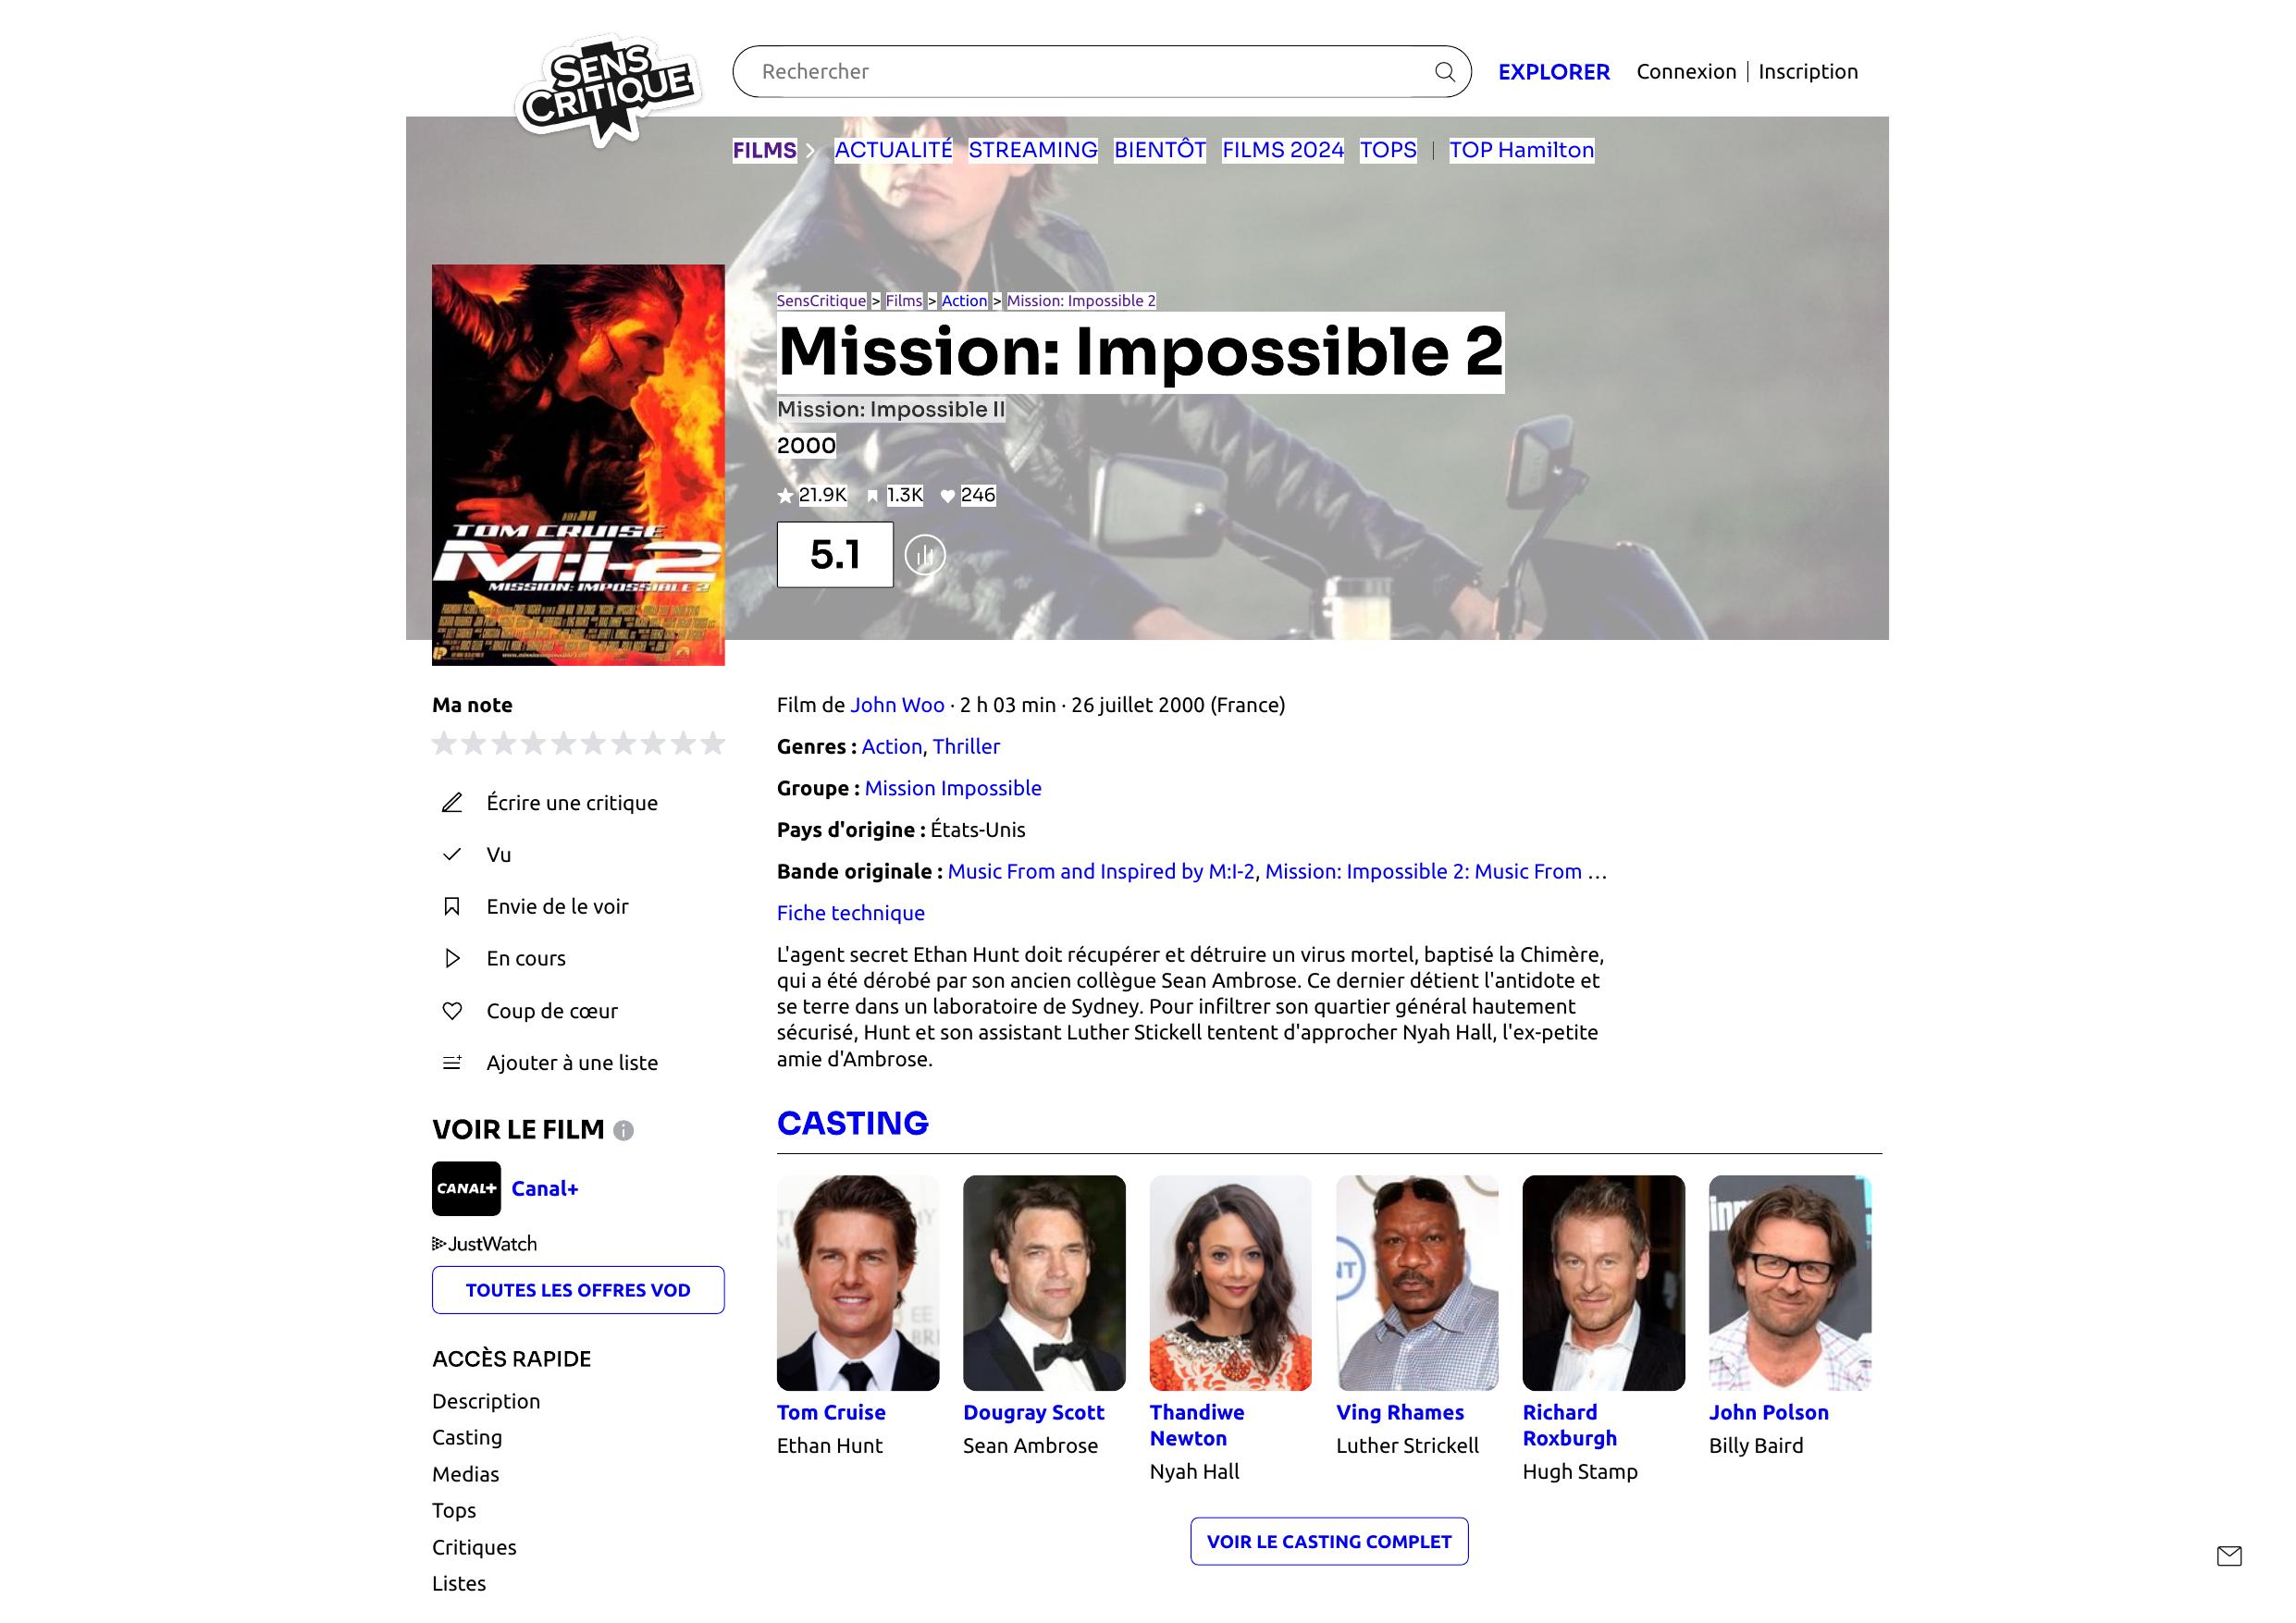 SENS
CRITIQUE
Rechercher
EXPLORER
Connexion | Inscription
FILMS
ACTUALITÉ
STREAMING
BIENTÔT
FILMS 2024
TOPS
|
TOP Hamilton
SensCritique > Films > Action > Mission: Impossible 2
Mission: Impossible 2
Mission: Impossible II
2000
21.9K
1.3K
246
5.1
TOM CRUISE
M:I-2
MISSION: IMPOSSIBLE 2
Ma note
Écrire une critique
Vu
Envie de le voir
En cours
Coup de cœur
Ajouter à une liste
VOIR LE FILM
CANAL+
Canal+
JustWatch
TOUTES LES OFFRES VOD
ACCÈS RAPIDE
Description
Casting
Medias
Tops
Critiques
Listes
Film de John Woo · 2 h 03 min · 26 juillet 2000 (France)
Genres : Action, Thriller
Groupe : Mission Impossible
Pays d'origine : États-Unis
Bande originale : Music From and Inspired by M:I-2, Mission: Impossible 2: Music From …
Fiche technique
L'agent secret Ethan Hunt doit récupérer et détruire un virus mortel, baptisé la Chimère,
qui a été dérobé par son ancien collègue Sean Ambrose. Ce dernier détient l'antidote et
se terre dans un laboratoire de Sydney. Pour infiltrer son quartier général hautement
sécurisé, Hunt et son assistant Luther Stickell tentent d'approcher Nyah Hall, l'ex-petite
amie d'Ambrose.
CASTING
Tom Cruise
Ethan Hunt
Dougray Scott
Sean Ambrose
Thandiwe
Newton
Nyah Hall
Ving Rhames
Luther Strickell
Richard
Roxburgh
Hugh Stamp
John Polson
Billy Baird
VOIR LE CASTING COMPLET